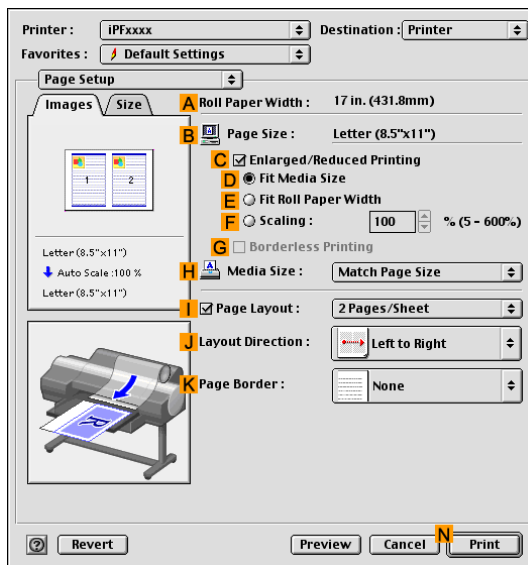 Printer : iPFxxxx Destination : Printer
Favorites : Default Settings
Page Setup
Images Size
A Roll Paper Width : 17 in. (431.8mm)
B Page Size : Letter (8.5"x11")
C Enlarged/Reduced Printing
D Fit Media Size
E Fit Roll Paper Width
F Scaling : 100 % (5 - 600%)
G Borderless Printing
1 2
Letter (8.5"x11")
Auto Scale :100 %
Letter (8.5"x11")
H Media Size : Match Page Size
I Page Layout : 2 Pages/Sheet
J Layout Direction : Left to Right
K Page Border : None
R
N
? Revert Preview Cancel Print